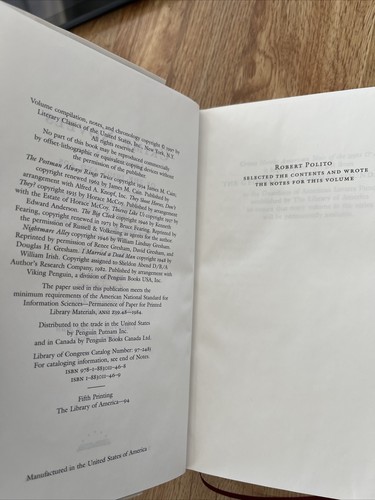 Volume compilation, notes, and chronology copyright © 1997 by
Literary Classics of the United States, Inc., New York, N.Y.
All rights reserved.
No part of this book may be reproduced commercially
by offset-lithographic or equivalent copying devices without
the permission of the publisher.
The Postman Always Rings Twice copyright 1934 James M. Cain,
copyright renewed 1962 by James M. Cain. Published by
arrangement with Alfred A. Knopf, Inc. They Shoot Horses, Don't
They? copyright 1935 by Horace McCoy. Published by arrangement
with the Estate of Horace McCoy. Thieves Like Us copyright 1937 by
Edward Anderson. The Big Clock copyright 1946 by Kenneth
Fearing, copyright renewed 1973 by Bruce Fearing. Reprinted by
permission of Russell & Volkening as agents for the author.
Nightmare Alley copyright 1946 by William Lindsay Gresham.
Reprinted by permission of Renee Gresham, David Gresham, and
Douglas H. Gresham. I Married a Dead Man copyright 1948 by
William Irish. Copyright assigned to Sheldon Abend D/B/A
Author's Research Company, 1982. Published by arrangement with
Viking Penguin, a division of Penguin Books USA, Inc.
The paper used in this publication meets the
minimum requirements of the American National Standard for
Information Sciences—Permanence of Paper for Printed
Library Materials, ANSI Z39.48—1984.
Distributed to the trade in the United States
by Penguin Putnam Inc.
and in Canada by Penguin Books Canada Ltd.
Library of Congress Catalog Number: 97-2485
For cataloging information, see end of Notes.
ISBN 978-1-883011-46-8
ISBN 1-883011-46-9
Fifth Printing
The Library of America—94
Manufactured in the United States of America
ROBERT POLITO
SELECTED THE CONTENTS AND WROTE
THE NOTES FOR THIS VOLUME